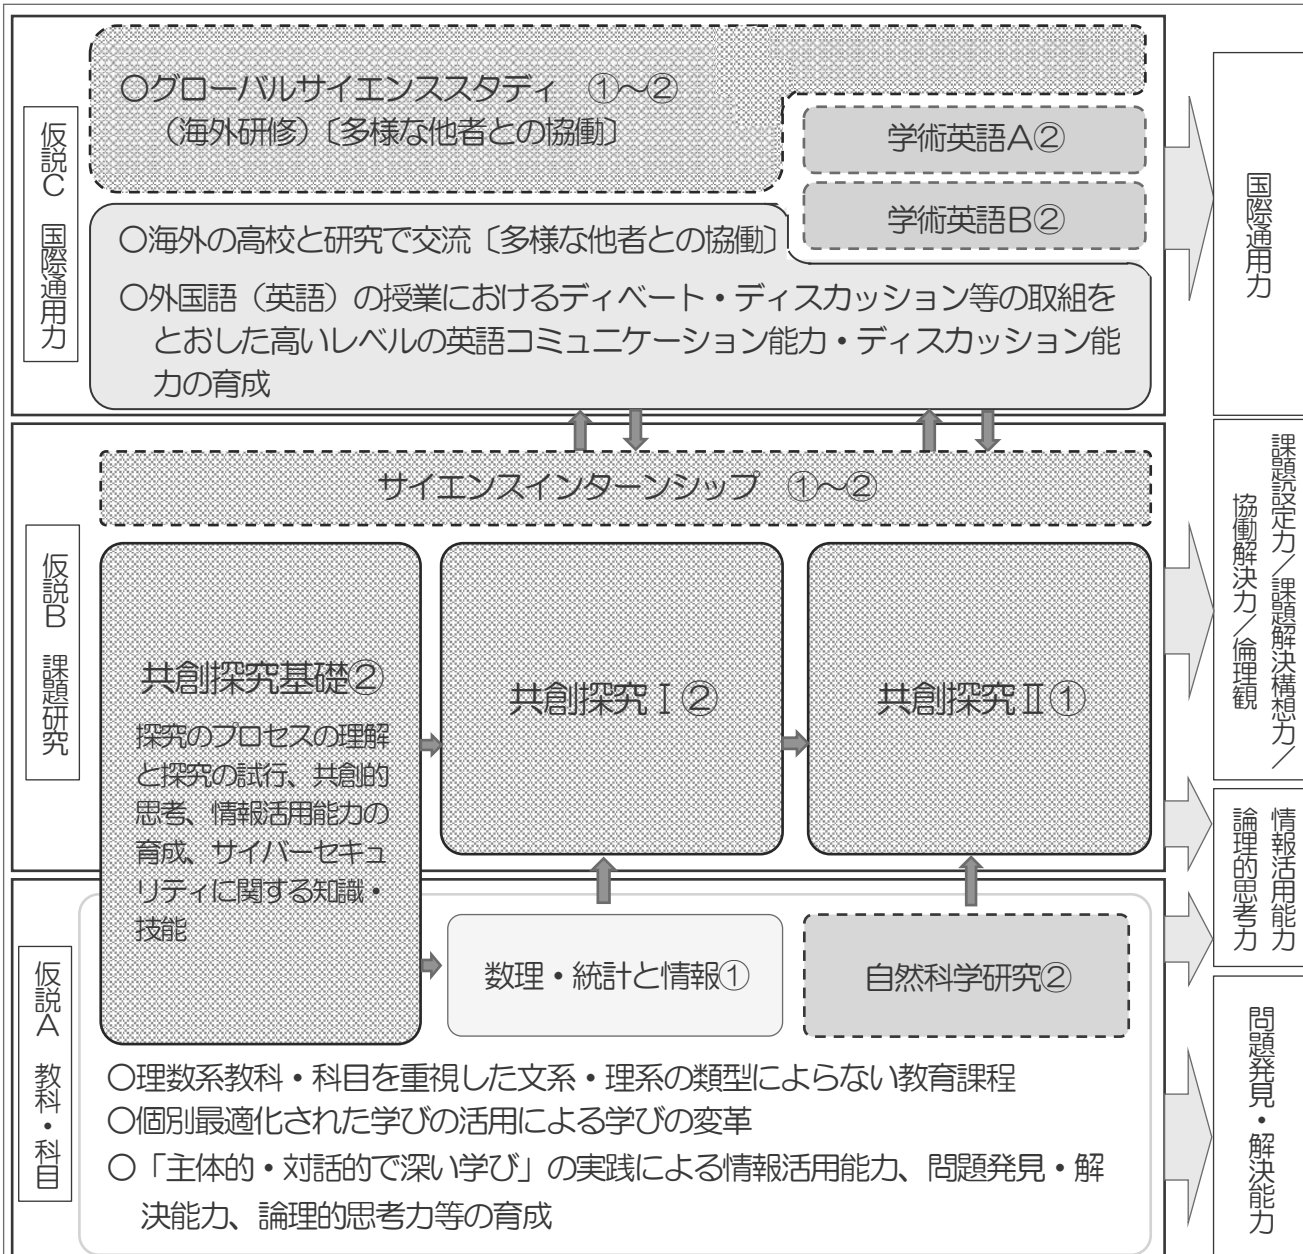 仮説C　国際通用力
○グローバルサイエンススタディ　①～②
（海外研修）〔多様な他者との協働〕
学術英語A②
学術英語B②
○海外の高校と研究で交流〔多様な他者との協働〕
○外国語（英語）の授業におけるディベート・ディスカッション等の取組を
とおした高いレベルの英語コミュニケーション能力・ディスカッション能
力の育成
国際通用力
仮説B　課題研究
サイエンスインターンシップ　①～②
共創探究基礎②
探究のプロセスの理解
と探究の試行、共創的
思考、情報活用能力の
育成、サイバーセキュ
リティに関する知識・
技能
共創探究Ⅰ②
共創探究Ⅱ①
課題設定力／課題解決構想力／
協働解決力／倫理観
情報活用能力
論理的思考力
仮説A　教科・科目
数理・統計と情報①
自然科学研究②
○理数系教科・科目を重視した文系・理系の類型によらない教育課程
○個別最適化された学びの活用による学びの変革
○「主体的・対話的で深い学び」の実践による情報活用能力、問題発見・解
決能力、論理的思考力等の育成
問題発見・解決能力